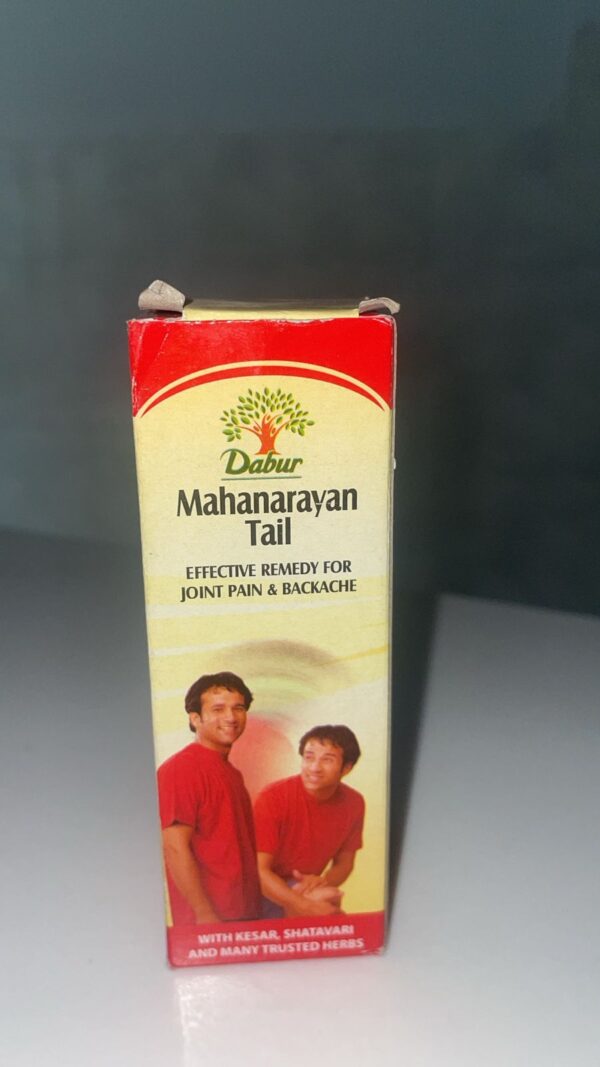 Dabur
Mahanarayan
Tail
EFFECTIVE REMEDY FOR
JOINT PAIN & BACKACHE
WITH KESAR, SHATAVARI
AND MANY TRUSTED HERBS